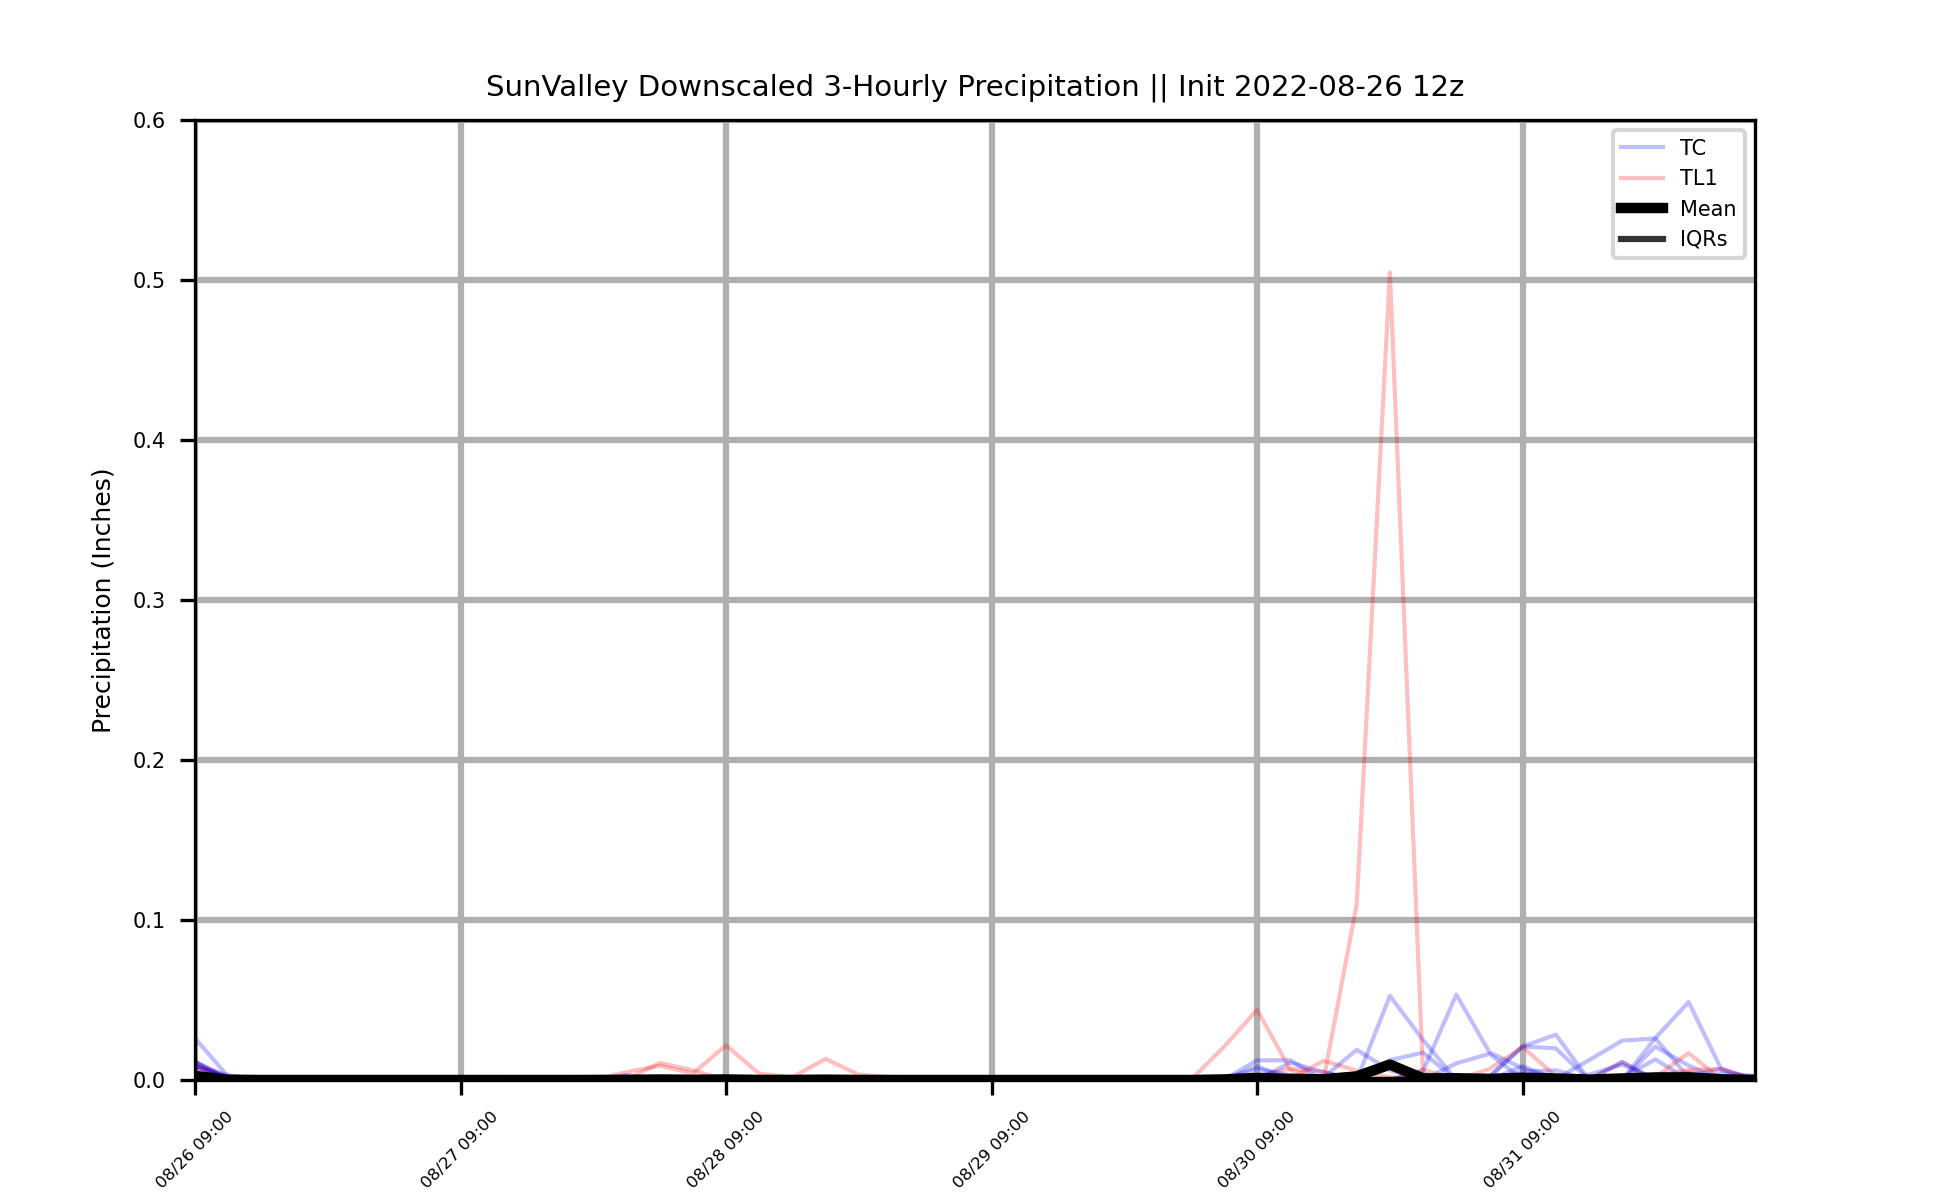 SunValley Downscaled 3-Hourly Precipitation || Init 2022-08-26 12z
TC
TL1
Mean
IQRs
Precipitation (Inches)
0.6
0.5
0.4
0.3
0.2
0.1
0.0
08/26 09:00
08/27 09:00
08/28 09:00
08/29 09:00
08/30 09:00
08/31 09:00